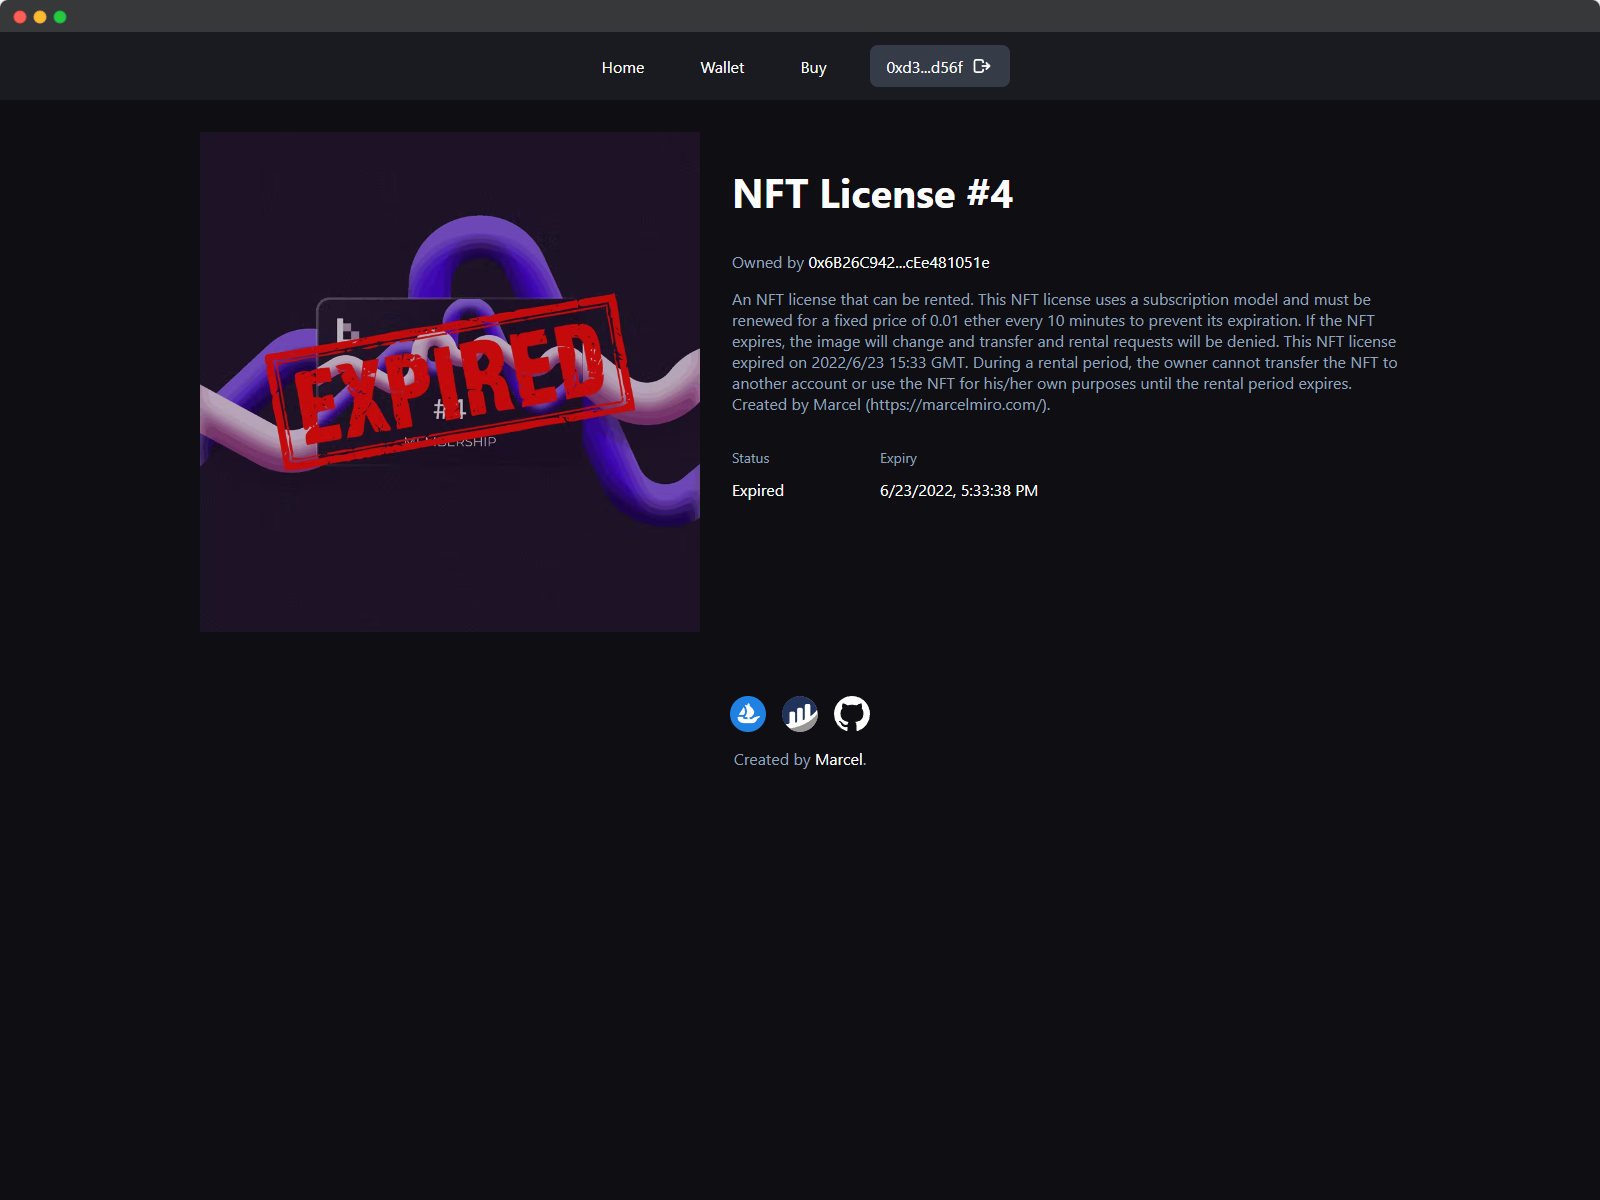 Home Wallet Buy 0xd3...d56f
NFT License #4
Owned by 0x6B26C942...cEe481051e
An NFT license that can be rented. This NFT license uses a subscription model and must be
renewed for a fixed price of 0.01 ether every 10 minutes to prevent its expiration. If the NFT
expires, the image will change and transfer and rental requests will be denied. This NFT license
expired on 2022/6/23 15:33 GMT. During a rental period, the owner cannot transfer the NFT to
another account or use the NFT for his/her own purposes until the rental period expires.
Created by Marcel (https://marcelmiro.com/).
Status Expiry
Expired 6/23/2022, 5:33:38 PM
EXPIRED
#4
MEMBERSHIP
Created by Marcel.